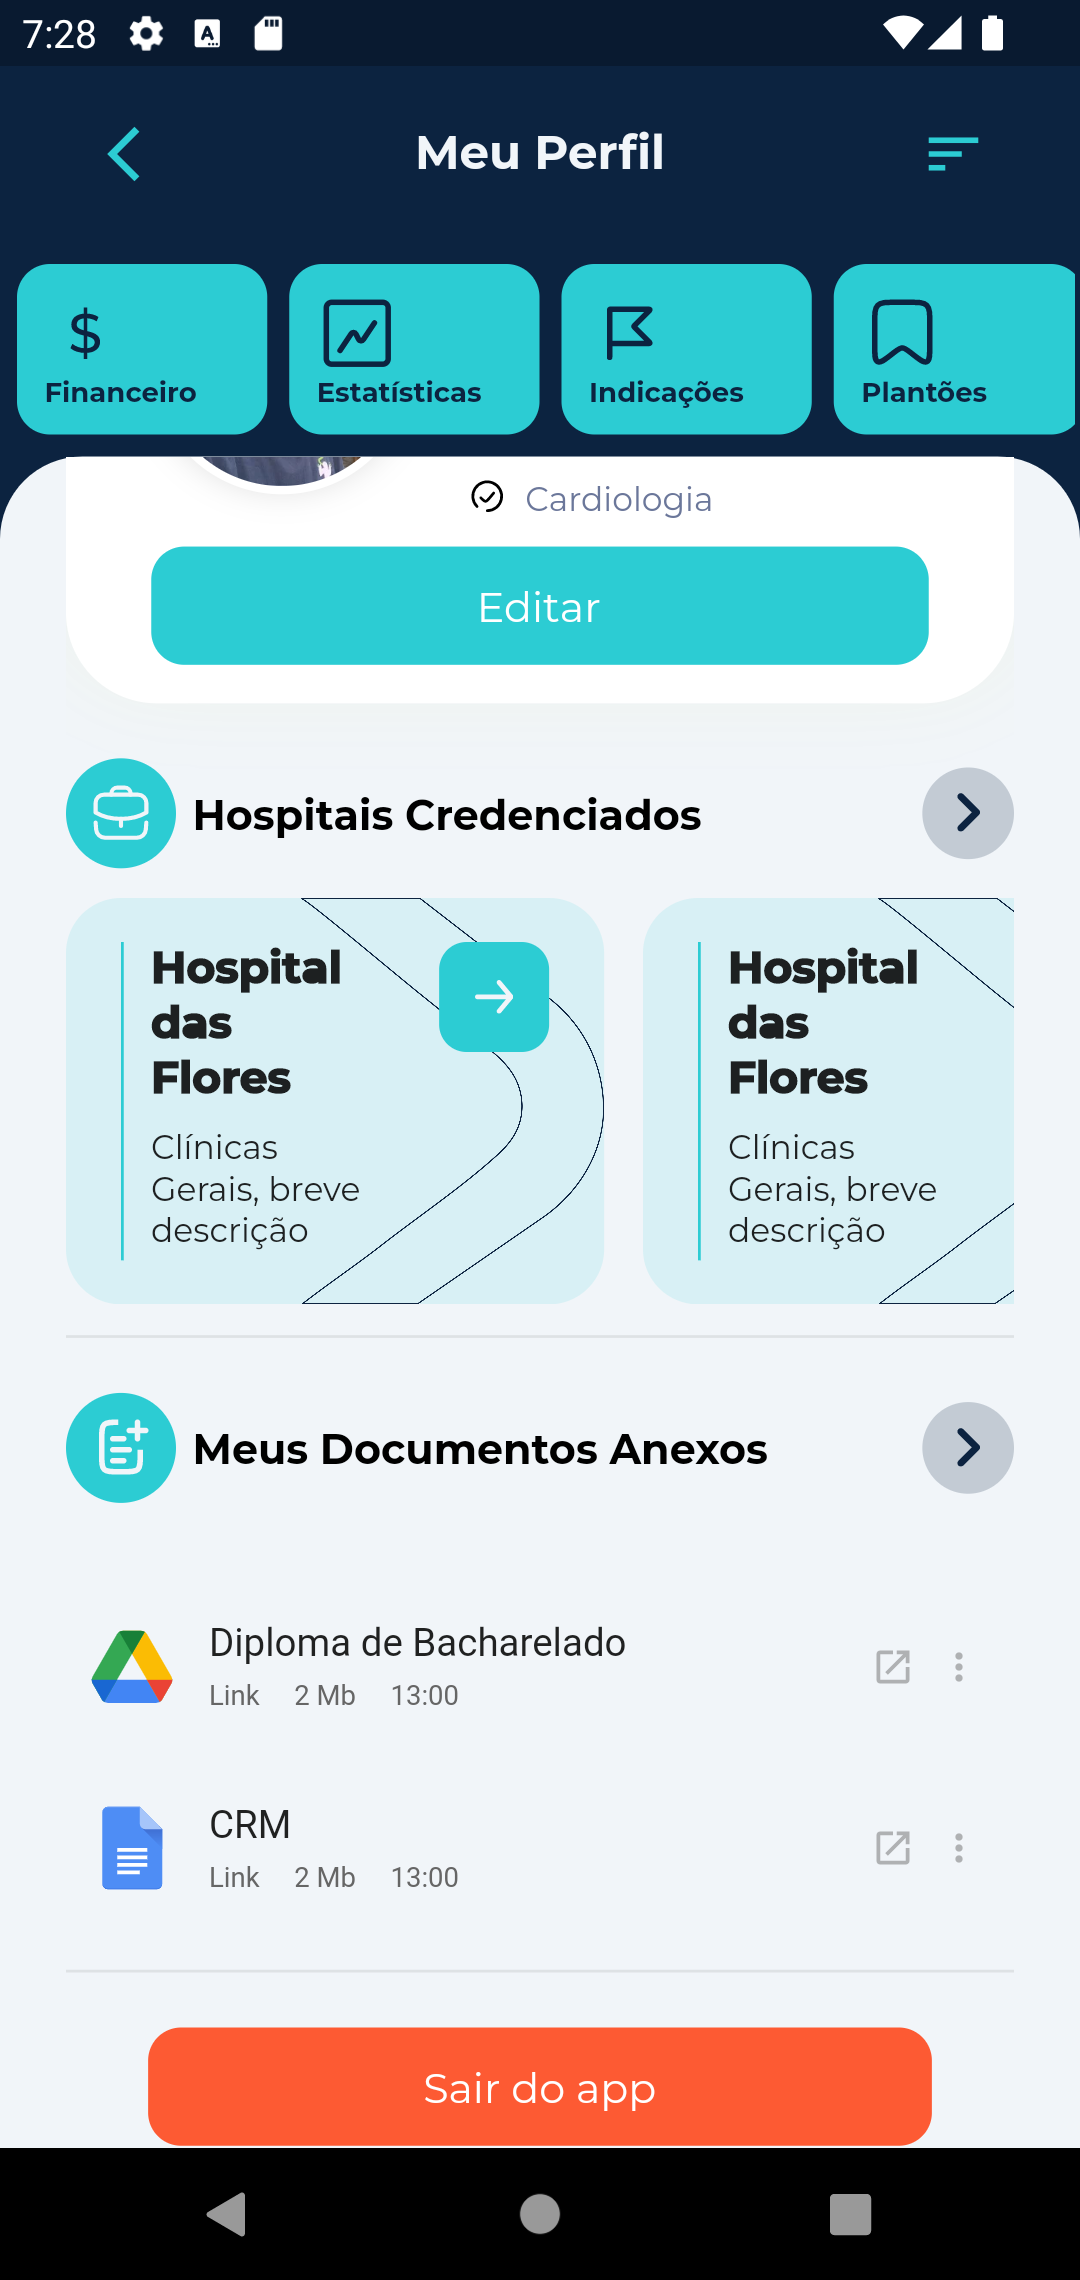 7:28
Meu Perfil
Financeiro
Estatísticas
Indicações
Plantões
Cardiologia
Editar
Hospitais Credenciados
Hospital
das
Flores
Clínicas
Gerais, breve
descrição
Hospital
das
Flores
Clínicas
Gerais, breve
descrição
Meus Documentos Anexos
Diploma de Bacharelado
Link 2 Mb 13:00
CRM
Link 2 Mb 13:00
Sair do app